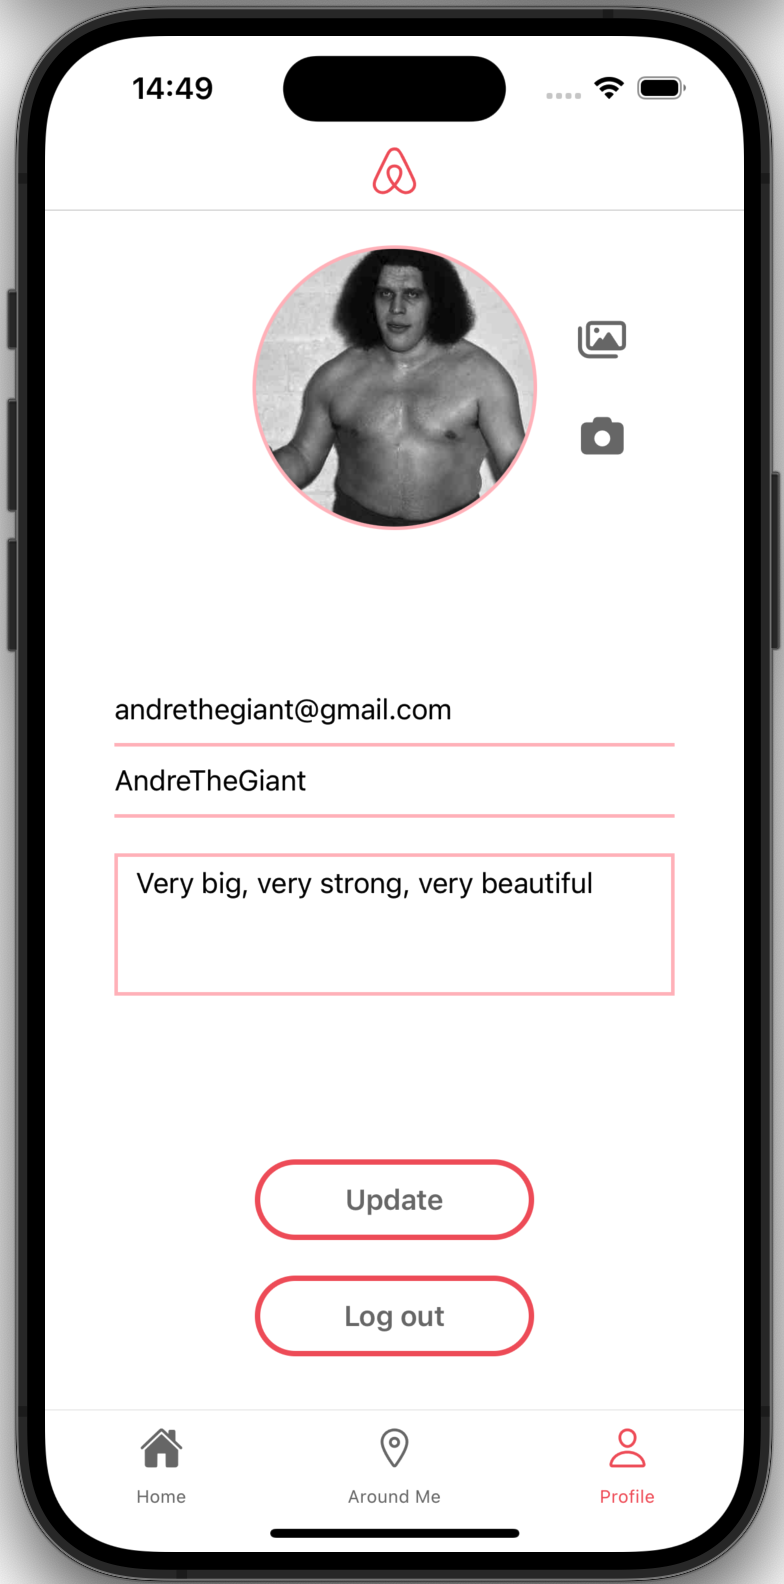 14:49
andrethegiant@gmail.com
AndreTheGiant
Very big, very strong, very beautiful
Update
Log out
Home
Around Me
Profile